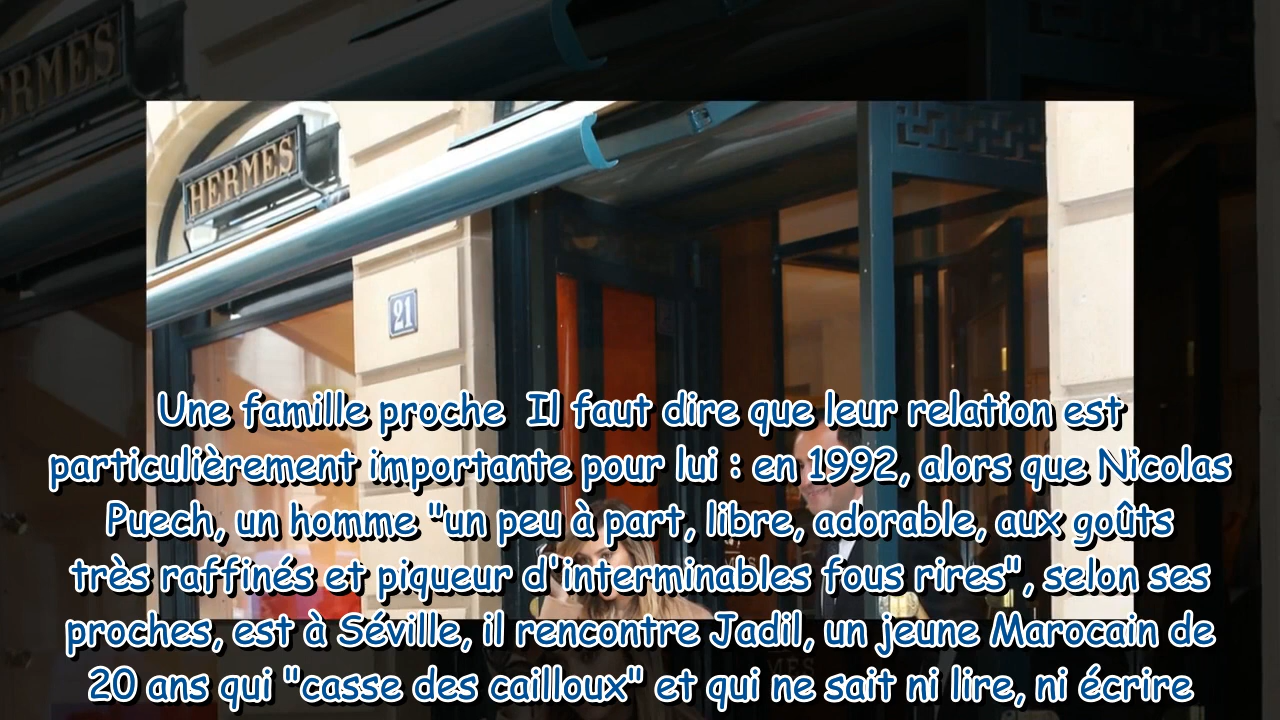 HERMES
21
Une famille proche  Il faut dire que leur relation est
particulièrement importante pour lui : en 1992, alors que Nicolas
Puech, un homme "un peu à part, libre, adorable, aux goûts
très raffinés et piqueur d'interminables fous rires", selon ses
proches, est à Séville, il rencontre Jadil, un jeune Marocain de
20 ans qui "casse des cailloux" et qui ne sait ni lire, ni écrire